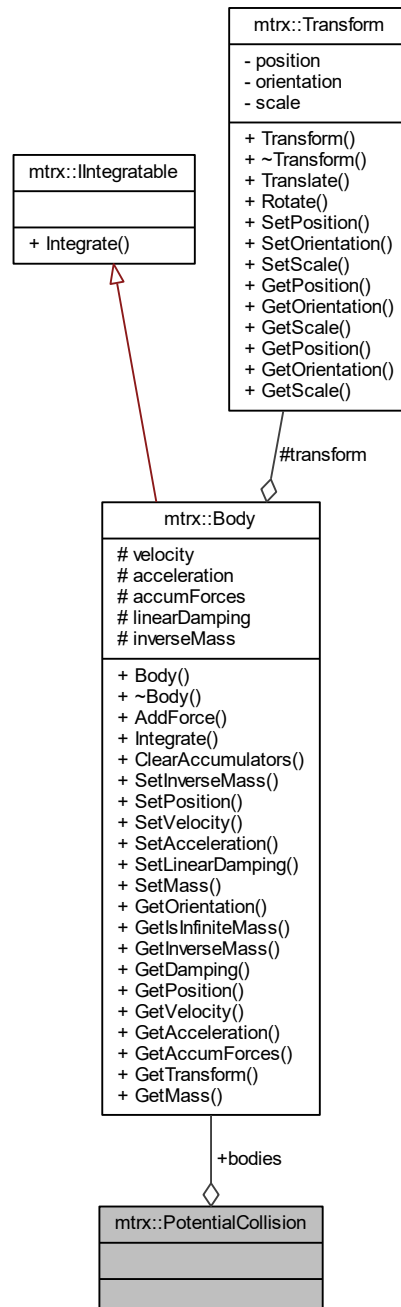 mtrx::Transform
- position
- orientation
- scale
+ Transform()
+ ~Transform()
+ Translate()
+ Rotate()
+ SetPosition()
+ SetOrientation()
+ SetScale()
+ GetPosition()
+ GetOrientation()
+ GetScale()
+ GetPosition()
+ GetOrientation()
+ GetScale()
mtrx::IIntegratable
+ Integrate()
#transform
mtrx::Body
# velocity
# acceleration
# accumForces
# linearDamping
# inverseMass
+ Body()
+ ~Body()
+ AddForce()
+ Integrate()
+ ClearAccumulators()
+ SetInverseMass()
+ SetPosition()
+ SetVelocity()
+ SetAcceleration()
+ SetLinearDamping()
+ SetMass()
+ GetOrientation()
+ GetIsInfiniteMass()
+ GetInverseMass()
+ GetDamping()
+ GetPosition()
+ GetVelocity()
+ GetAcceleration()
+ GetAccumForces()
+ GetTransform()
+ GetMass()
+bodies
mtrx::PotentialCollision